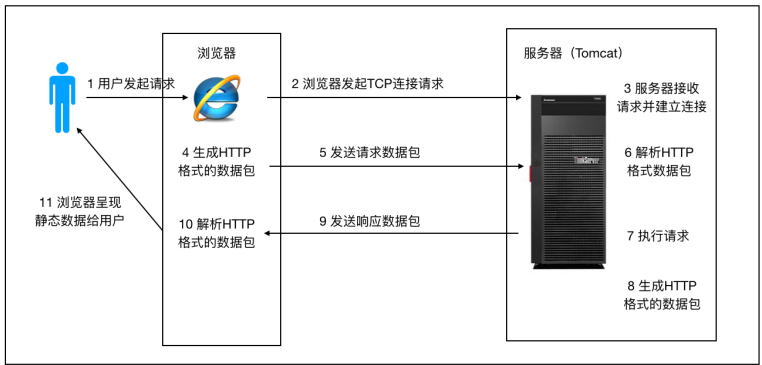 浏览器
服务器（Tomcat）
1 用户发起请求
2 浏览器发起TCP连接请求
3 服务器接收
请求并建立连接
4 生成HTTP
格式的数据包
5 发送请求数据包
6 解析HTTP
格式数据包
11 浏览器呈现
静态数据给用户
10 解析HTTP
格式的数据包
9 发送响应数据包
7 执行请求
8 生成HTTP
格式的数据包
ThinkServer